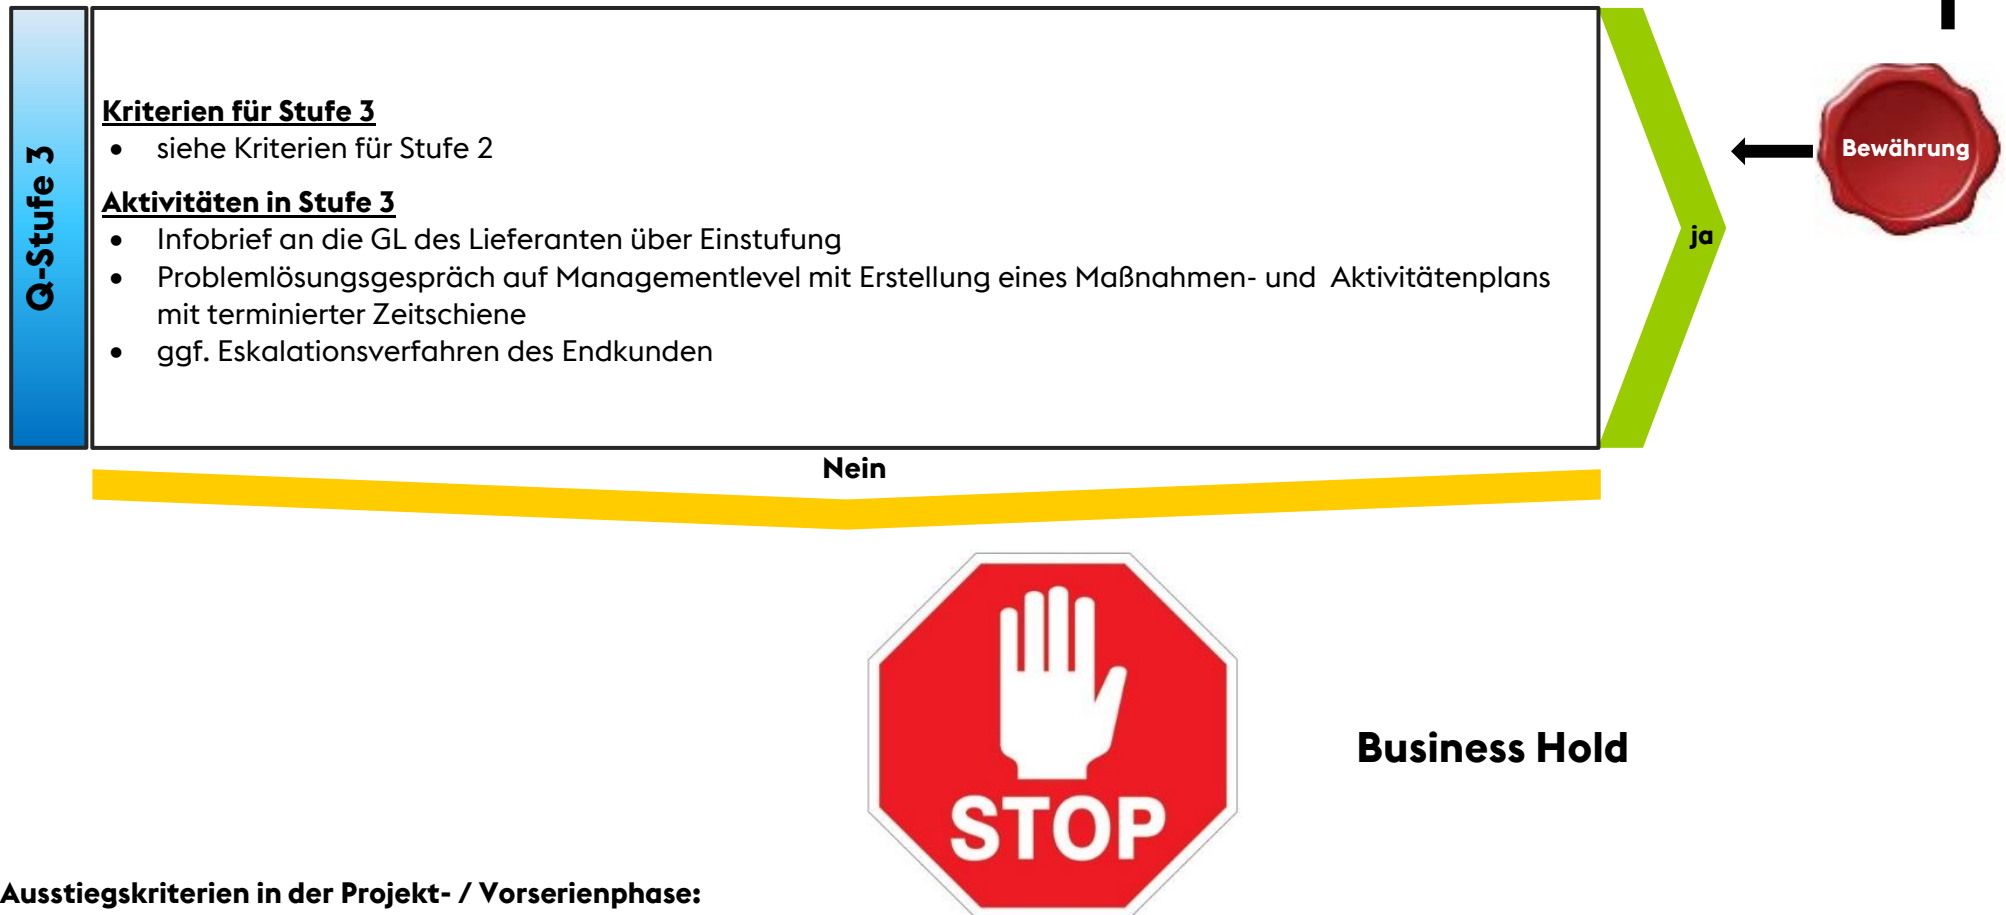 Q-Stufe 3
Kriterien für Stufe 3
• siehe Kriterien für Stufe 2
Aktivitäten in Stufe 3
• Infobrief an die GL des Lieferanten über Einstufung
• Problemlösungsgespräch auf Managementlevel mit Erstellung eines Maßnahmen- und Aktivitätenplans
mit terminierter Zeitschiene
• ggf. Eskalationsverfahren des Endkunden
ja
Bewährung
Nein
STOP
Business Hold
Ausstiegskriterien in der Projekt- / Vorserienphase: